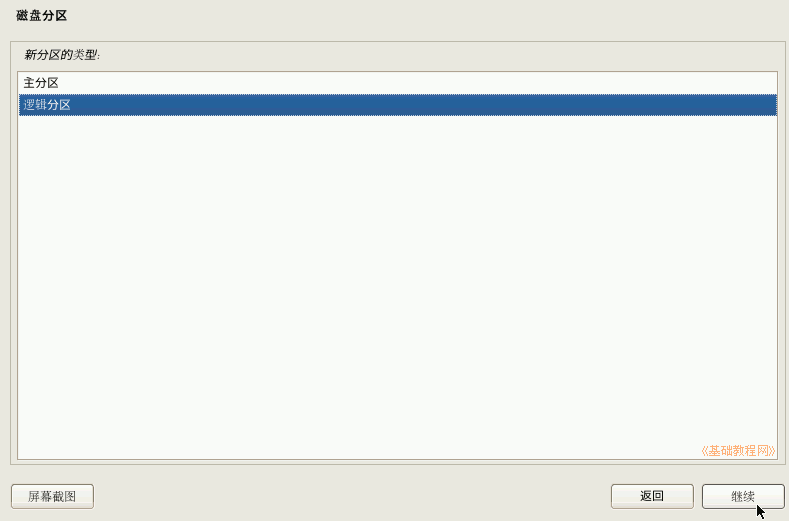 磁盘分区
新分区的类型:
主分区
逻辑分区
《基础教程网》
屏幕截图
返回
继续